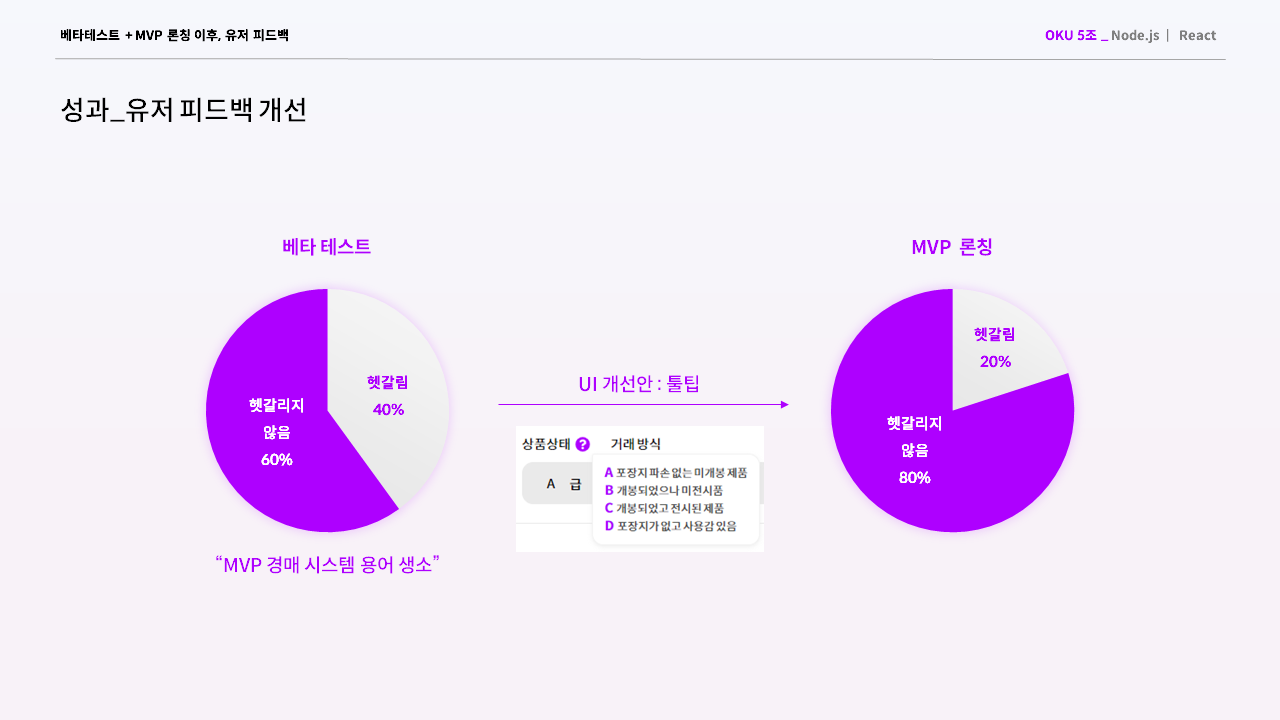 베타테스트 + MVP 론칭 이후, 유저 피드백
OKU 5조 _ Node.js | React
성과_유저 피드백 개선
베타 테스트
헷갈림
40%
헷갈리지
않음
60%
“MVP 경매 시스템 용어 생소”
UI 개선안 : 툴팁
상품상태 ? 거래 방식
A 급
A 포장지 파손 없는 미개봉 제품
B 개봉되었으나 미전시품
C 개봉되었고 전시된 제품
D 포장지가 없고 사용감 있음
MVP 론칭
헷갈림
20%
헷갈리지
않음
80%